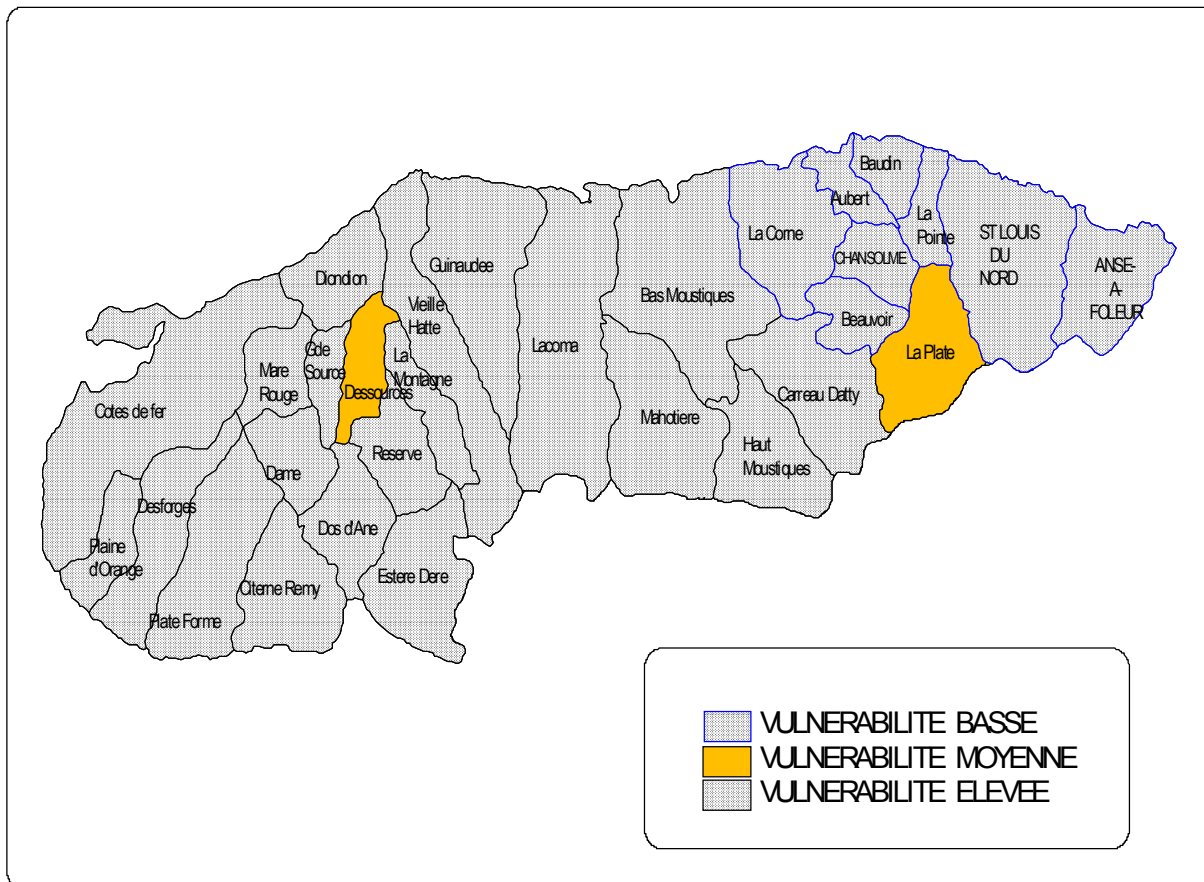 Baudin
Aubert
La
Pointe
La Corne
ST LOUIS
DU
NORD
CHANSOLME
ANSE-
A-
FOLEUR
Guinaudee
Diondion
Bas Moustiques
Vieille
Hatte
Beauvoir
Lacoma
La Plate
Gde
Source
La
Montagne
Mare
Rouge
Dessources
Carreau Datty
Cotes de fer
Mahotiere
Haut
Moustiques
Reserve
Dame
Desforges
Dos d'Ane
Plaine
d'Orange
Estere Dere
Citerne Remy
Plate Forme
VULNERABILITE BASSE
VULNERABILITE MOYENNE
VULNERABILITE ELEVEE